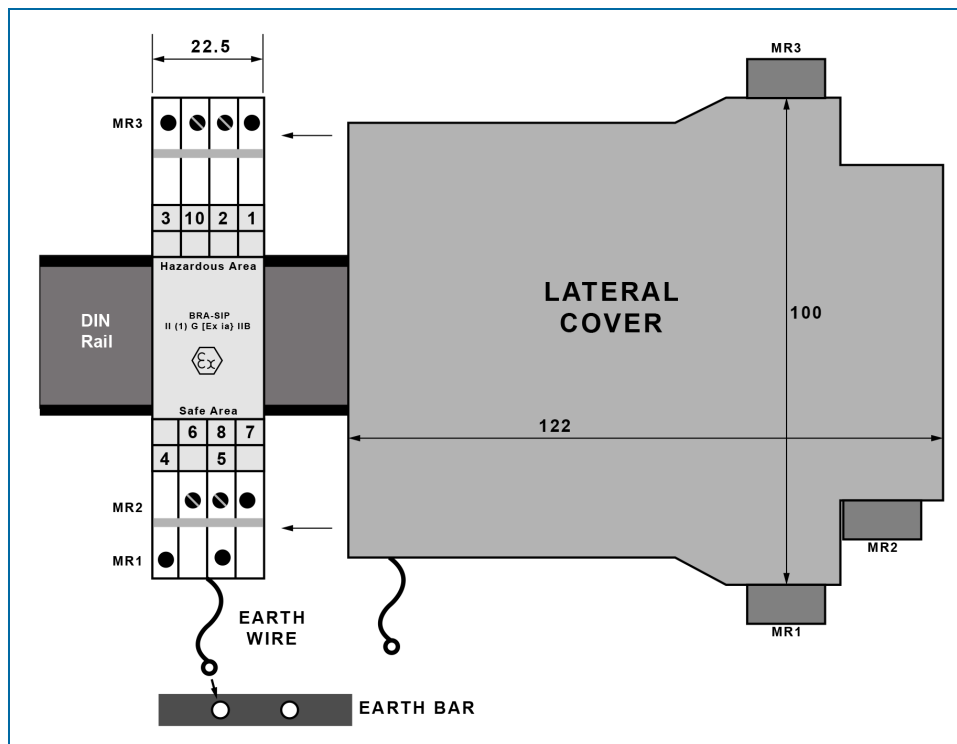 22.5
MR3
MR3
3 10 2 1
Hazardous Area
BRA-SIP
II (1) G [Ex ia} IIB
Ex
DIN
Rail
LATERAL
COVER
100
122
Safe Area
6 8 7
4 5
MR2
MR1
MR2
MR1
EARTH
WIRE
EARTH BAR